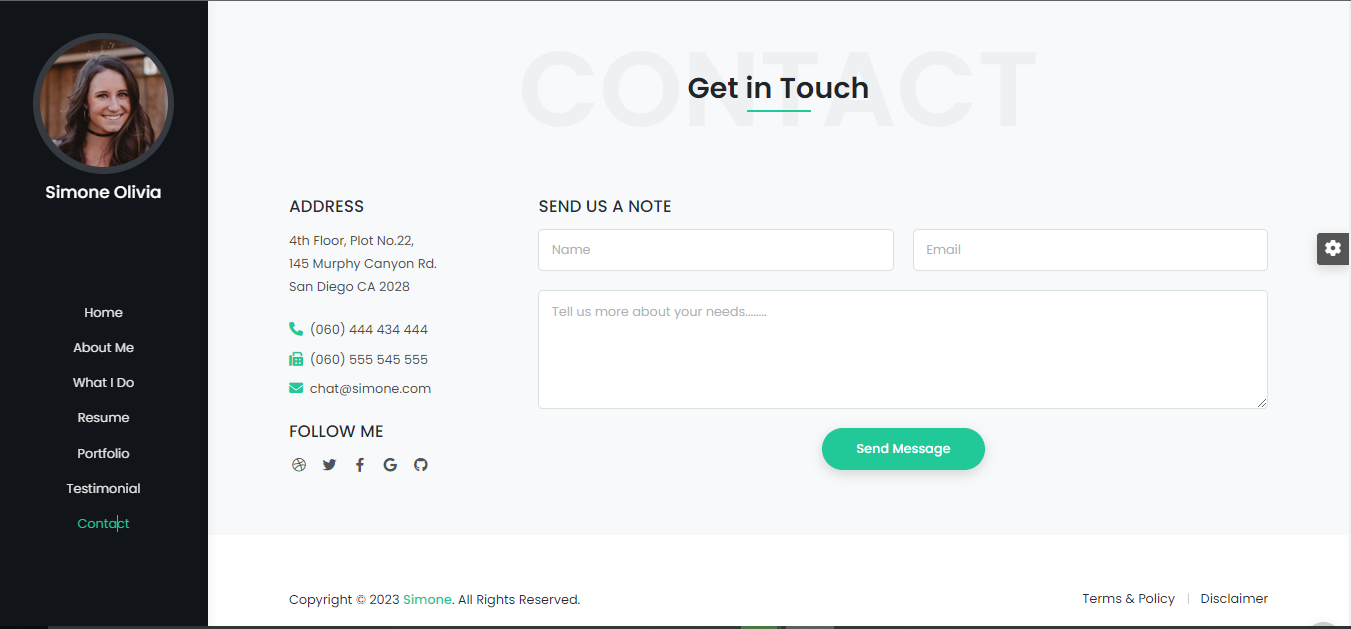 Simone Olivia
Home
About Me
What I Do
Resume
Portfolio
Testimonial
Contact
CONTACT
Get in Touch
ADDRESS
4th Floor, Plot No.22,
145 Murphy Canyon Rd.
San Diego CA 2028
(060) 444 434 444
(060) 555 545 555
chat@simone.com
FOLLOW ME
SEND US A NOTE
Name
Email
Tell us more about your needs........
Send Message
Copyright © 2023 Simone. All Rights Reserved.
Terms & Policy | Disclaimer